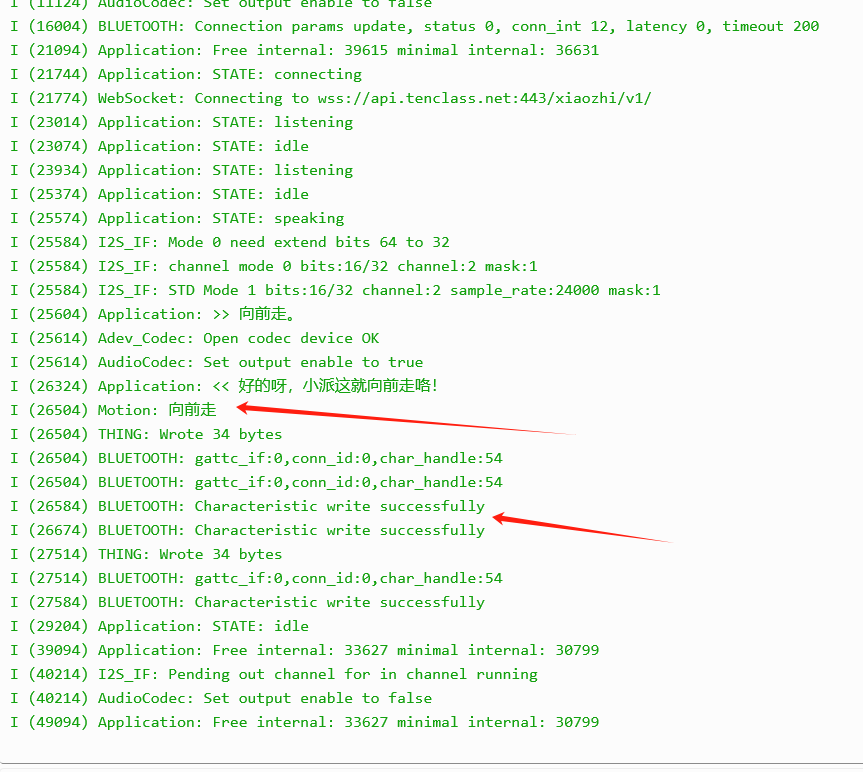 I (11124) AudioCodec: Set output enable to false
I (16004) BLUETOOTH: Connection params update, status 0, conn_int 12, latency 0, timeout 200
I (21094) Application: Free internal: 39615 minimal internal: 36631
I (21744) Application: STATE: connecting
I (21774) WebSocket: Connecting to wss://api.tenclass.net:443/xiaozhi/v1/
I (23014) Application: STATE: listening
I (23074) Application: STATE: idle
I (23934) Application: STATE: listening
I (25374) Application: STATE: idle
I (25574) Application: STATE: speaking
I (25584) I2S_IF: Mode 0 need extend bits 64 to 32
I (25584) I2S_IF: channel mode 0 bits:16/32 channel:2 mask:1
I (25584) I2S_IF: STD Mode 1 bits:16/32 channel:2 sample_rate:24000 mask:1
I (25604) Application: >> 向前走。
I (25614) Adev_Codec: Open codec device OK
I (25614) AudioCodec: Set output enable to true
I (26324) Application: << 好的呀，小派这就向前走咯！
I (26504) Motion: 向前走
I (26504) THING: Wrote 34 bytes
I (26504) BLUETOOTH: gattc_if:0,conn_id:0,char_handle:54
I (26504) BLUETOOTH: gattc_if:0,conn_id:0,char_handle:54
I (26584) BLUETOOTH: Characteristic write successfully
I (26674) BLUETOOTH: Characteristic write successfully
I (27514) THING: Wrote 34 bytes
I (27514) BLUETOOTH: gattc_if:0,conn_id:0,char_handle:54
I (27584) BLUETOOTH: Characteristic write successfully
I (29204) Application: STATE: idle
I (39094) Application: Free internal: 33627 minimal internal: 30799
I (40214) I2S_IF: Pending out channel for in channel running
I (40214) AudioCodec: Set output enable to false
I (49094) Application: Free internal: 33627 minimal internal: 30799